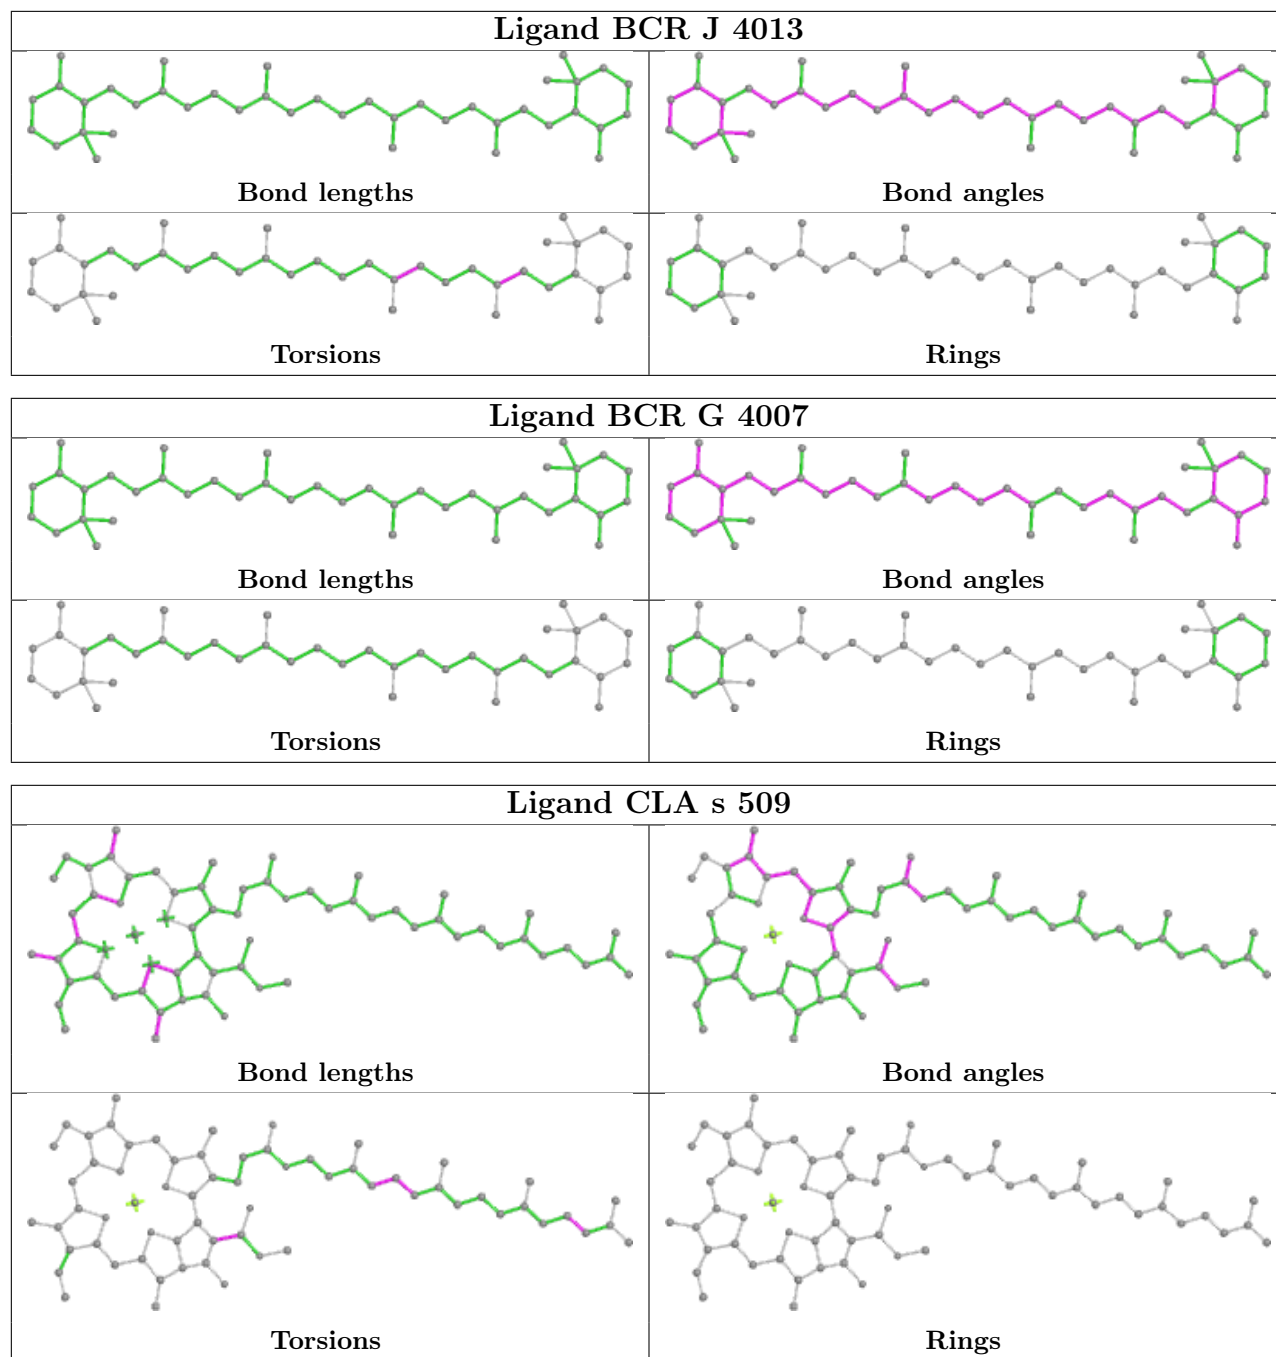 Ligand BCR J 4013
Bond lengths
Bond angles
Torsions
Rings
Ligand BCR G 4007
Bond lengths
Bond angles
Torsions
Rings
Ligand CLA s 509
Bond lengths
Bond angles
Torsions
Rings